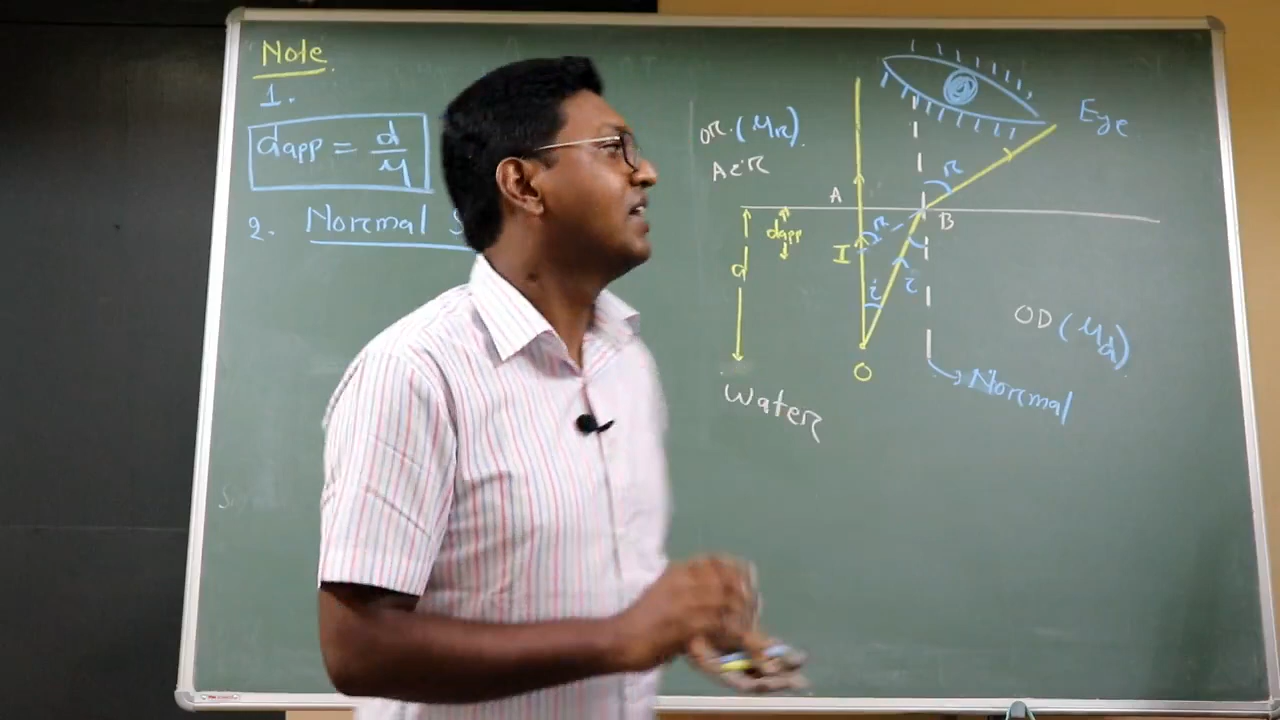 Note
1.
dapp = d/μ
2. Normal
OR. (μR)
Air
Eye
r
A
B
r
dapp
I
d
i
i
OD (μd)
O
Normal
Water